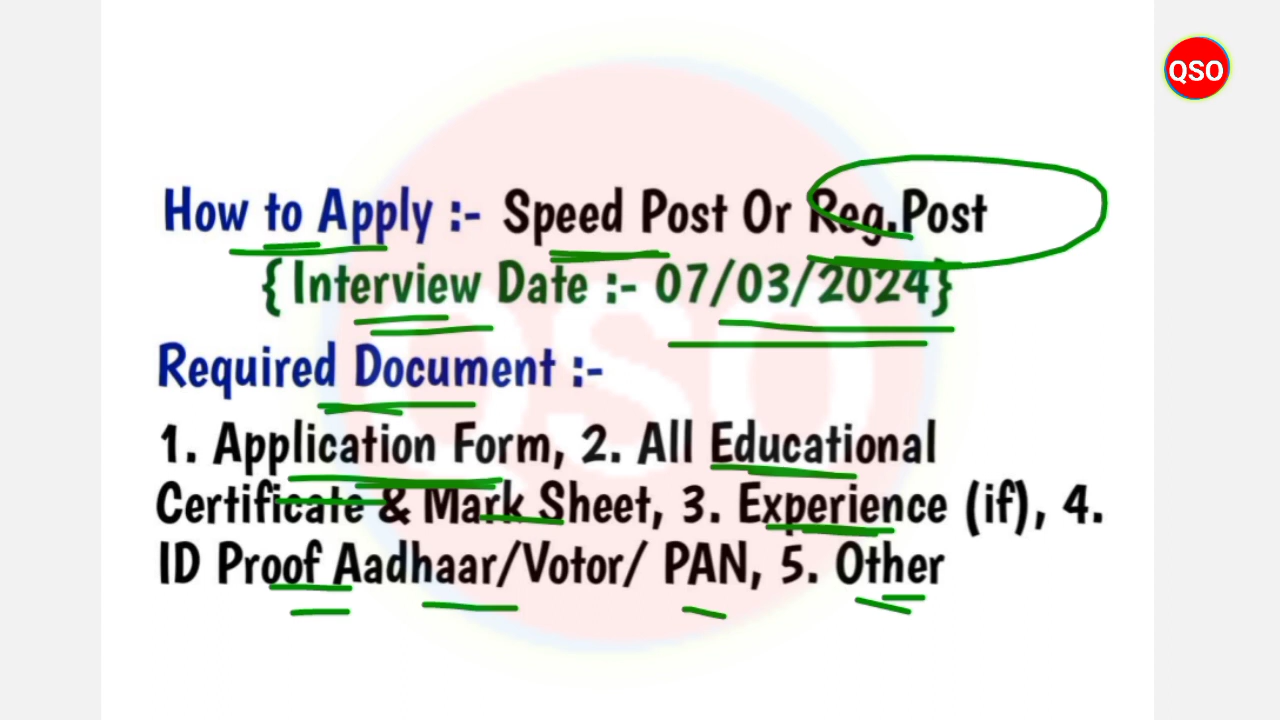 QSO
How to Apply :- Speed Post Or Reg.Post
{ Interview Date :- 07/03/2024}
Required Document :-
1. Application Form, 2. All Educational
Certificate & Mark Sheet, 3. Experience (if), 4.
ID Proof Aadhaar/Votor/ PAN, 5. Other
QSO